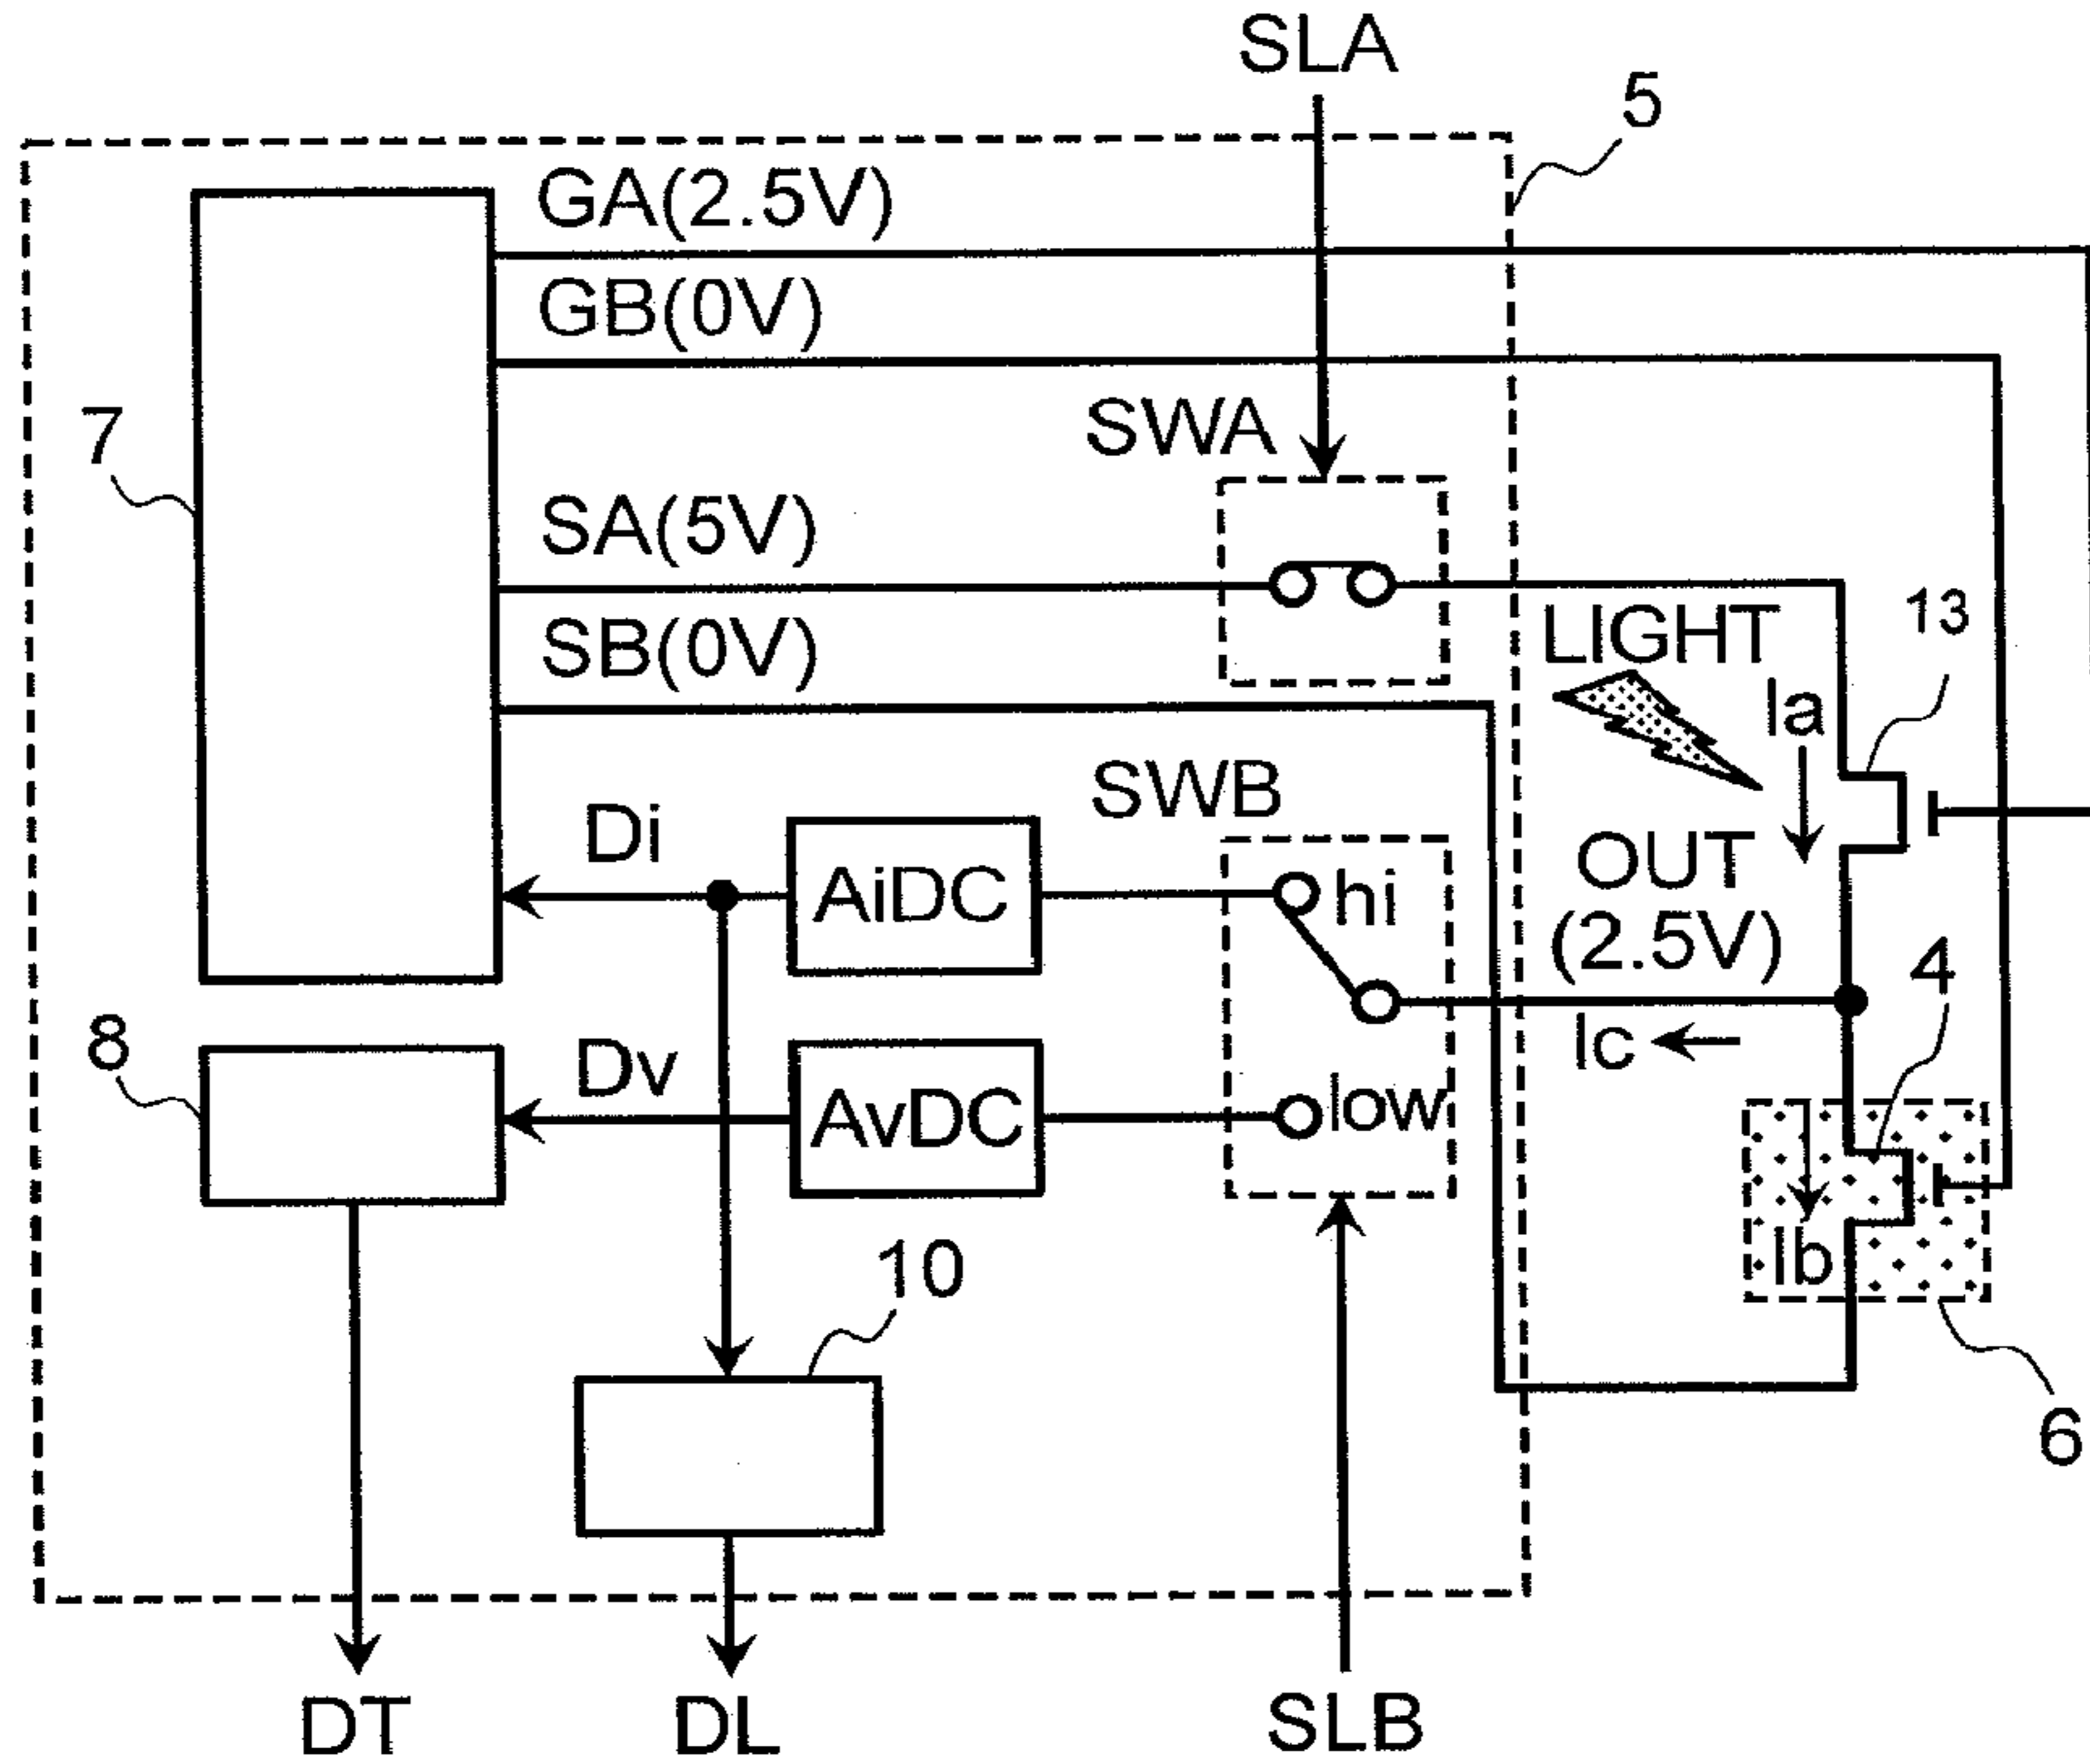 SLA
5
GA(2.5V)
GB(0V)
SWA
7
SA(5V)
SB(0V)
LIGHT
13
Ia
SWB
Di
AiDC
hi
OUT
(2.5V)
4
Ic
8
Dv
AvDC
low
Ib
10
6
DT
DL
SLB